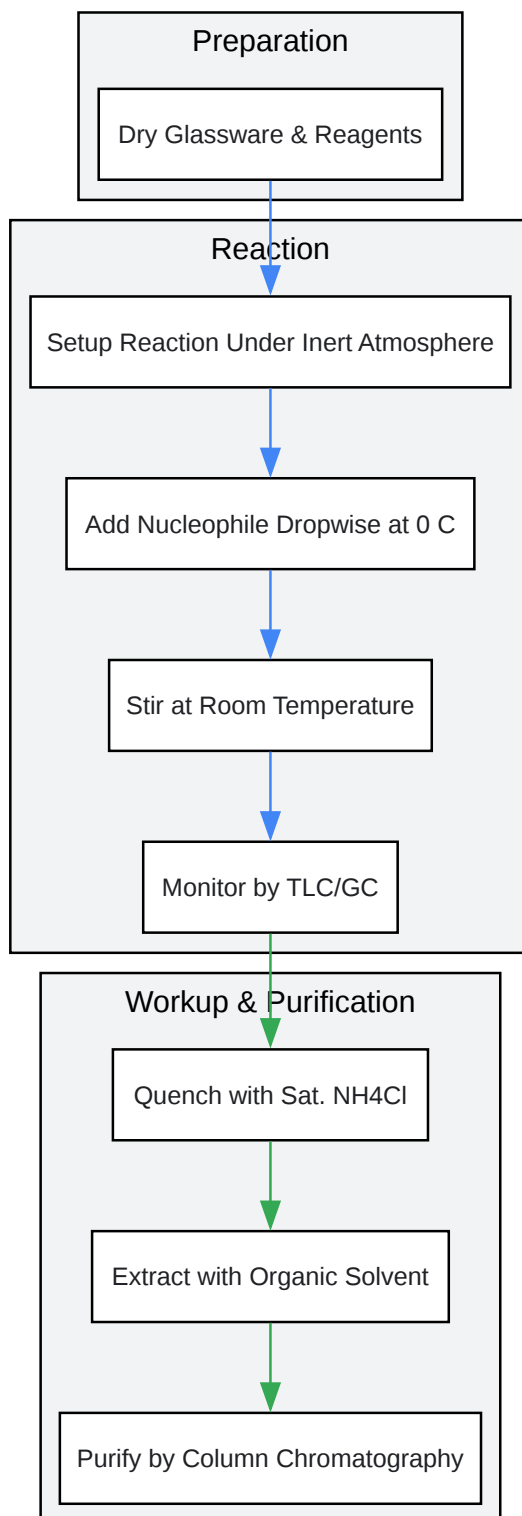 Preparation
Dry Glassware & Reagents
Reaction
Setup Reaction Under Inert Atmosphere
Add Nucleophile Dropwise at 0 C
Stir at Room Temperature
Monitor by TLC/GC
Workup & Purification
Quench with Sat. NH4Cl
Extract with Organic Solvent
Purify by Column Chromatography